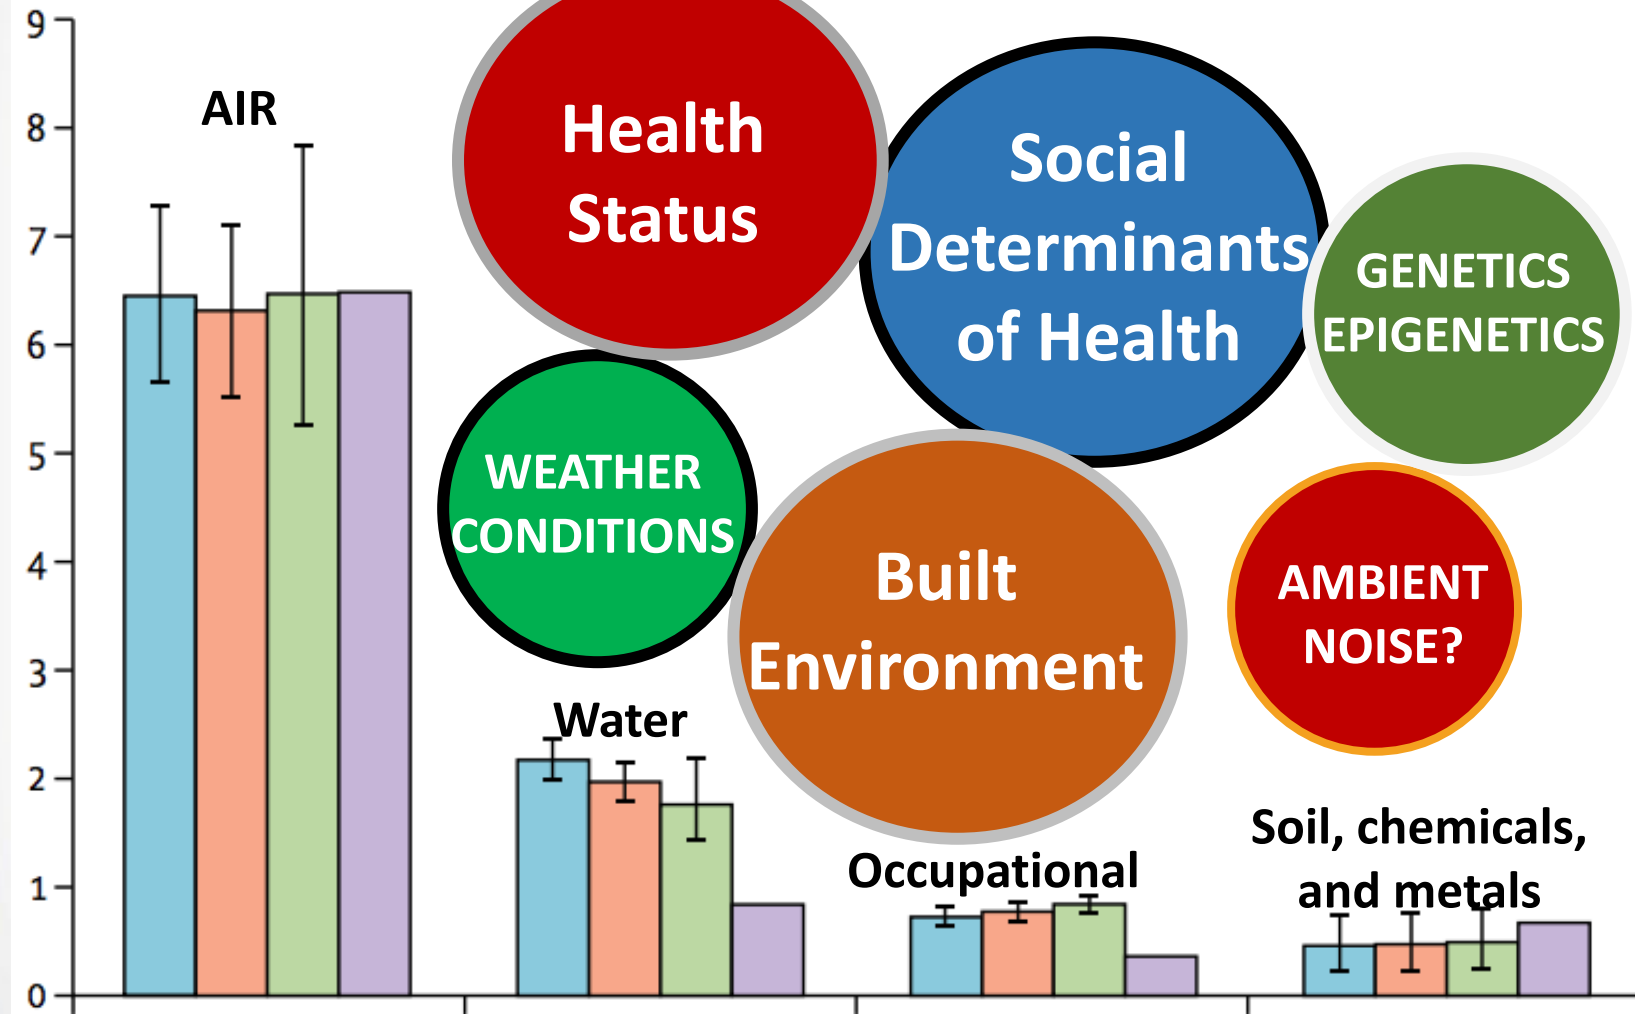 9
8
7
6
5
4
3
2
1
0
AIR
Health
Status
Social
Determinants
of Health
GENETICS
EPIGENETICS
WEATHER
CONDITIONS
Built
Environment
AMBIENT
NOISE?
Water
Occupational
Soil, chemicals,
and metals